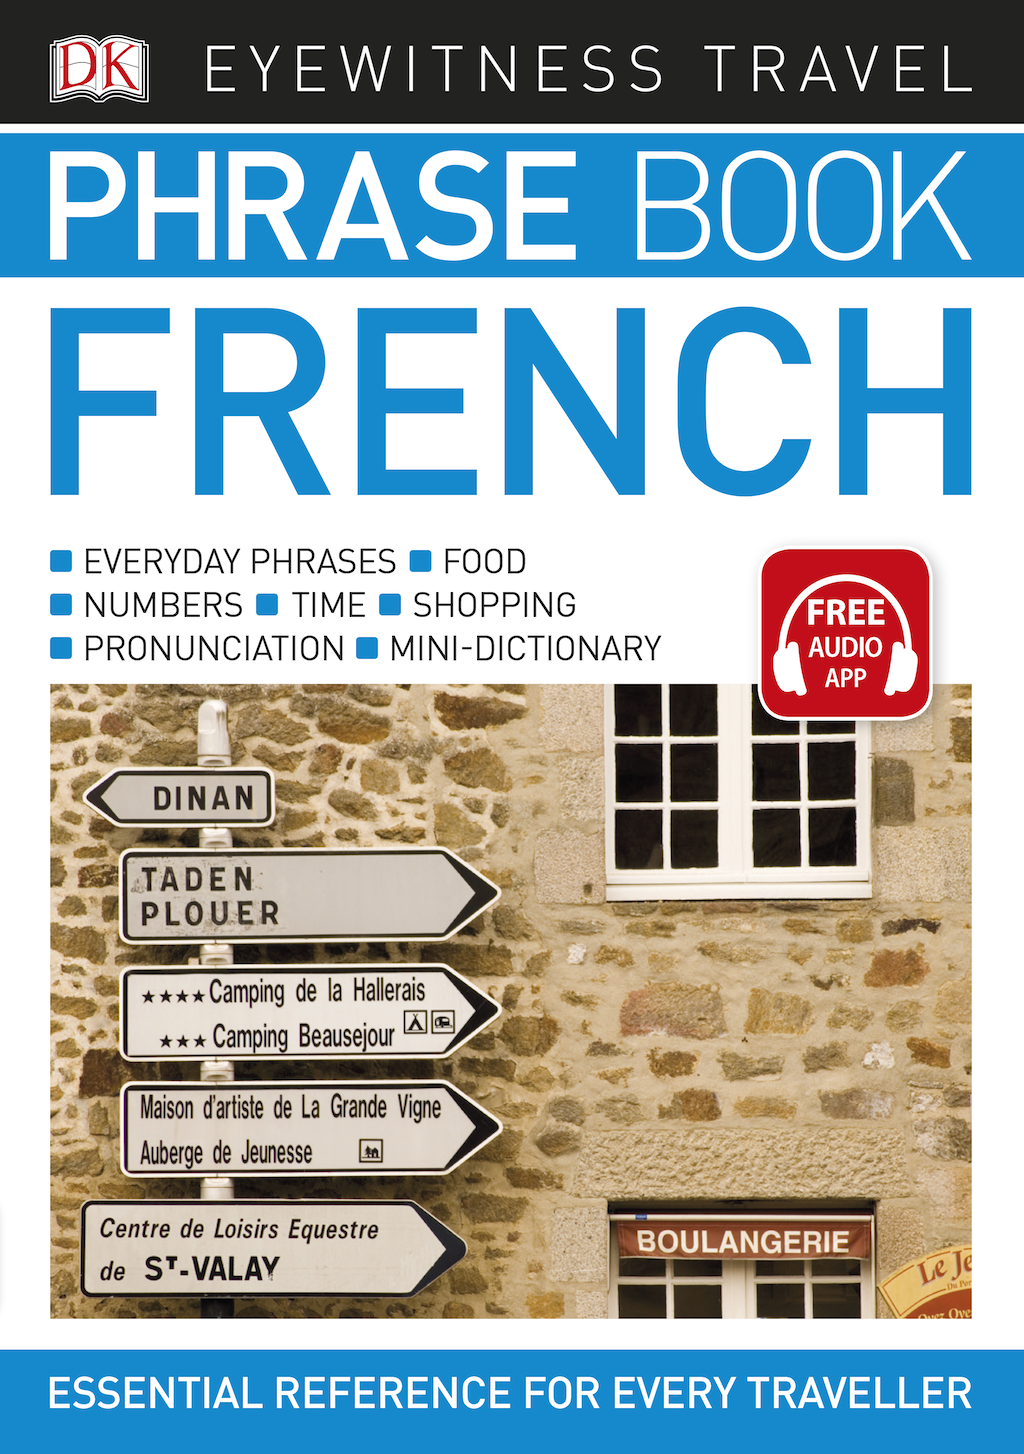 DK EYEWITNESS TRAVEL
PHRASE BOOK
FRENCH
■ EVERYDAY PHRASES ■ FOOD
■ NUMBERS ■ TIME ■ SHOPPING
■ PRONUNCIATION ■ MINI-DICTIONARY
FREE
AUDIO
APP
DINAN
TADEN
PLOUER
★★★★Camping de la Hallerais
★★★Camping Beausejour
Maison d'artiste de La Grande Vigne
Auberge de Jeunesse
Centre de Loisirs Equestre
de Sᵀ-VALAY
BOULANGERIE
Le
ESSENTIAL REFERENCE FOR EVERY TRAVELLER